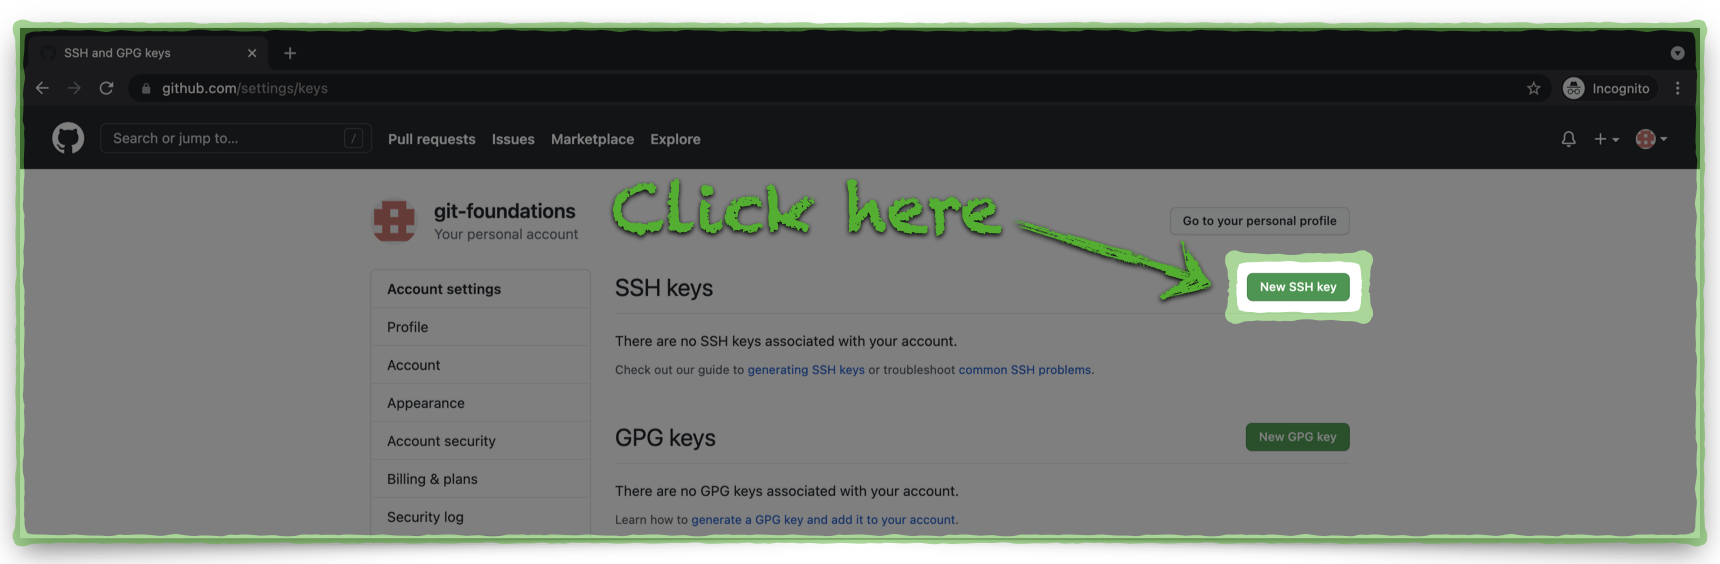 SSH and GPG keys
github.com/settings/keys
Incognito
Search or jump to...
/
Pull requests
Issues
Marketplace
Explore
git-foundations
Your personal account
Click here
Go to your personal profile
Account settings
Profile
Account
Appearance
Account security
Billing & plans
Security log
SSH keys
New SSH key
There are no SSH keys associated with your account.
Check out our guide to generating SSH keys or troubleshoot common SSH problems.
GPG keys
New GPG key
There are no GPG keys associated with your account.
Learn how to generate a GPG key and add it to your account.